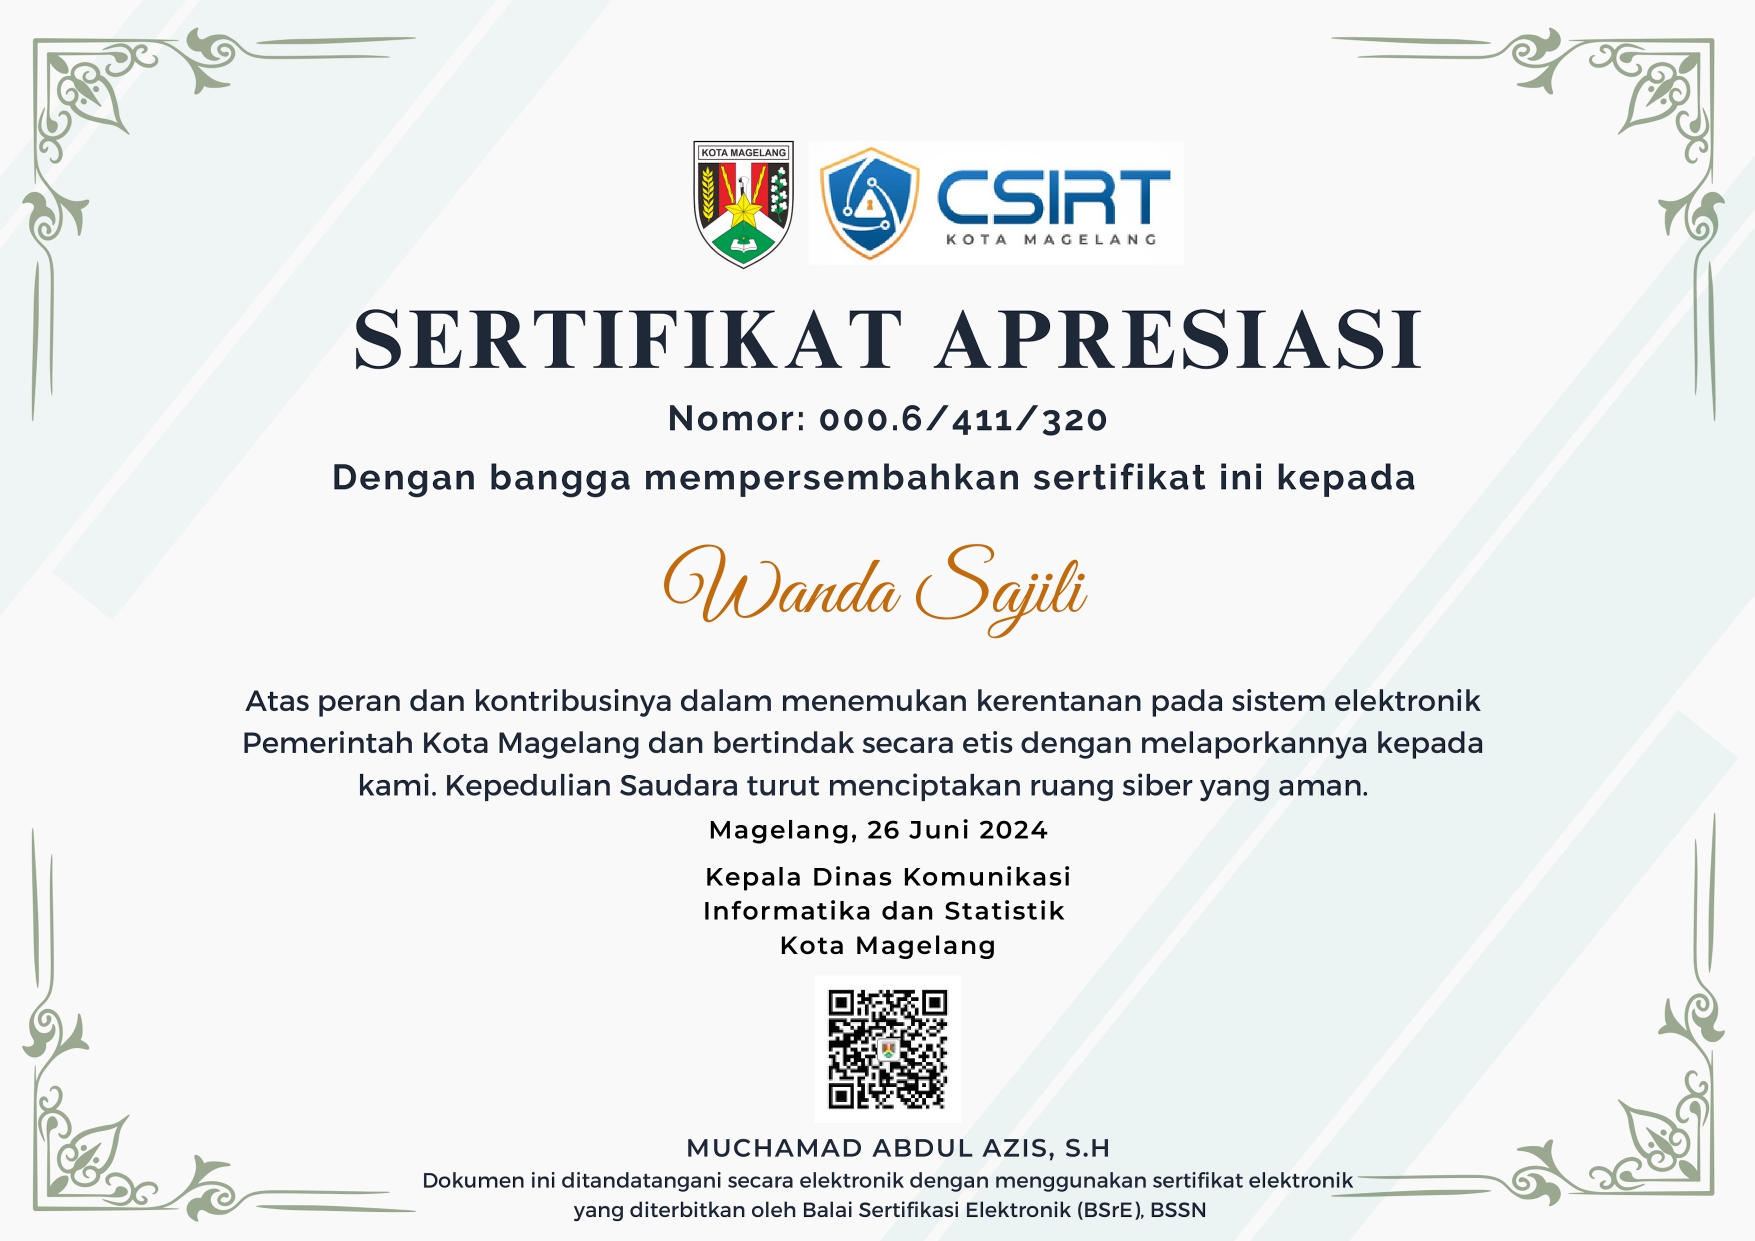 KOTA MAGELANG
CSIRT
KOTA MAGELANG
SERTIFIKAT APRESIASI
Nomor: 000.6/411/320
Dengan bangga mempersembahkan sertifikat ini kepada
Wanda Sajili
Atas peran dan kontribusinya dalam menemukan kerentanan pada sistem elektronik
Pemerintah Kota Magelang dan bertindak secara etis dengan melaporkannya kepada
kami. Kepedulian Saudara turut menciptakan ruang siber yang aman.
Magelang, 26 Juni 2024
Kepala Dinas Komunikasi
Informatika dan Statistik
Kota Magelang
MUCHAMAD ABDUL AZIS, S.H
Dokumen ini ditandatangani secara elektronik dengan menggunakan sertifikat elektronik
yang diterbitkan oleh Balai Sertifikasi Elektronik (BSrE), BSSN